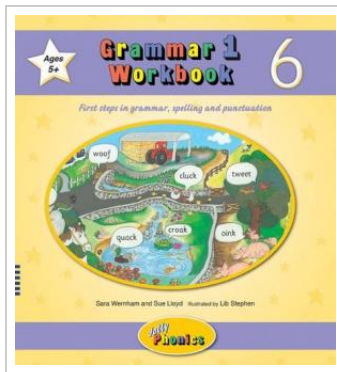 Ages
5+
Grammar 1
Workbook
6
First steps in grammar, spelling and punctuation
woof
cluck
tweet
quack
croak
oink
Sara Wernham and Sue Lloyd illustrated by Lib Stephen
Jolly
Phonics